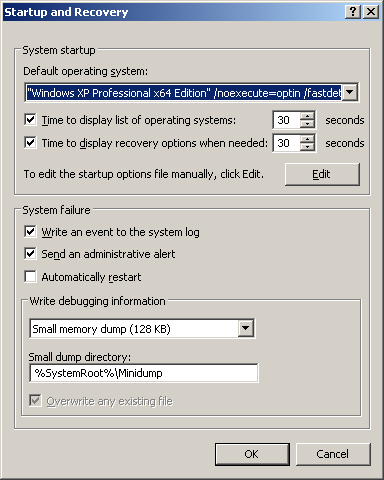 Startup and Recovery
System startup
Default operating system:
"Windows XP Professional x64 Edition" /noexecute=optin /fastdet
Time to display list of operating systems: 30 seconds
Time to display recovery options when needed: 30 seconds
To edit the startup options file manually, click Edit. Edit
System failure
Write an event to the system log
Send an administrative alert
Automatically restart
Write debugging information
Small memory dump (128 KB)
Small dump directory:
%SystemRoot%\Minidump
Overwrite any existing file
OK Cancel